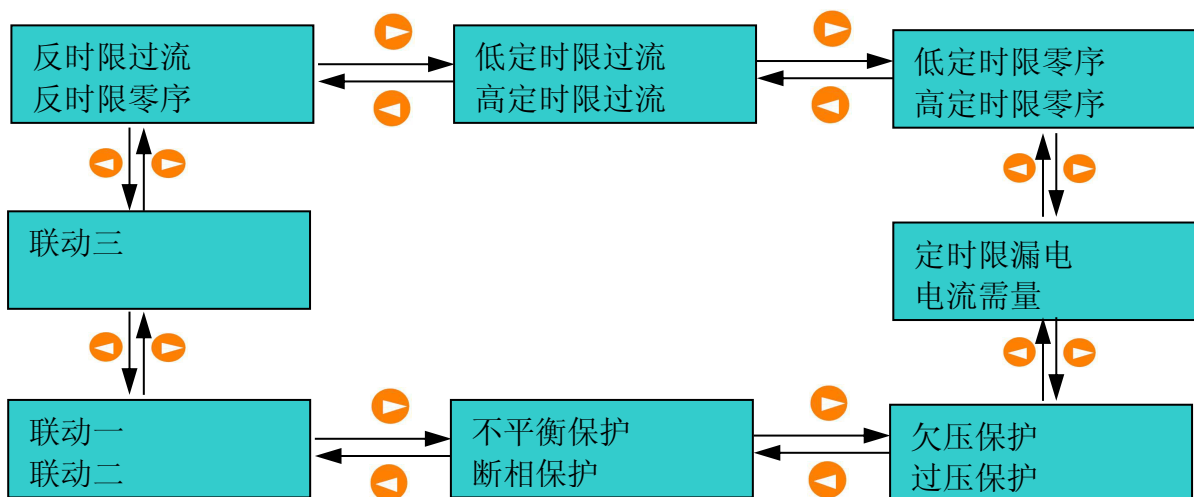 反时限过流
反时限零序
低定时限过流
高定时限过流
低定时限零序
高定时限零序
联动三
定时限漏电
电流需量
联动一
联动二
不平衡保护
断相保护
欠压保护
过压保护